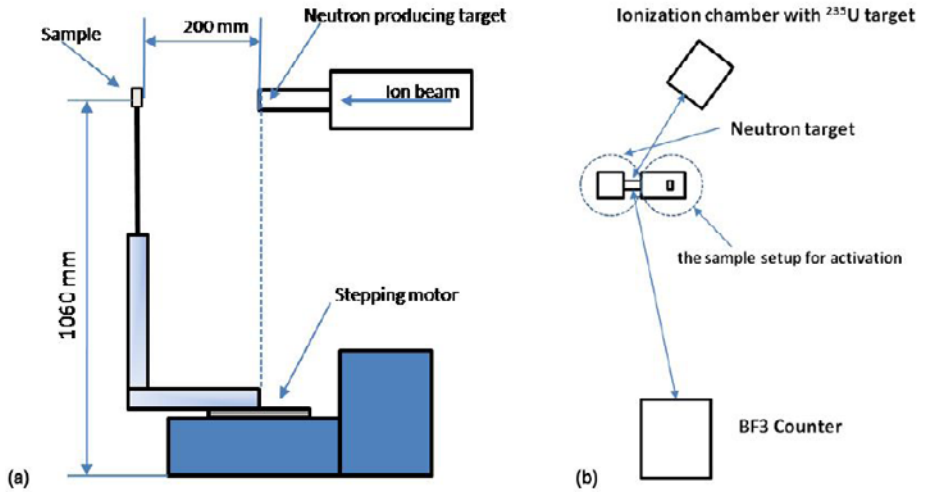 Sample
200 mm
Neutron producing target
Ion beam
1060 mm
Stepping motor
(a)
Ionization chamber with ²³⁵U target
Neutron target
the sample setup for activation
BF3 Counter
(b)